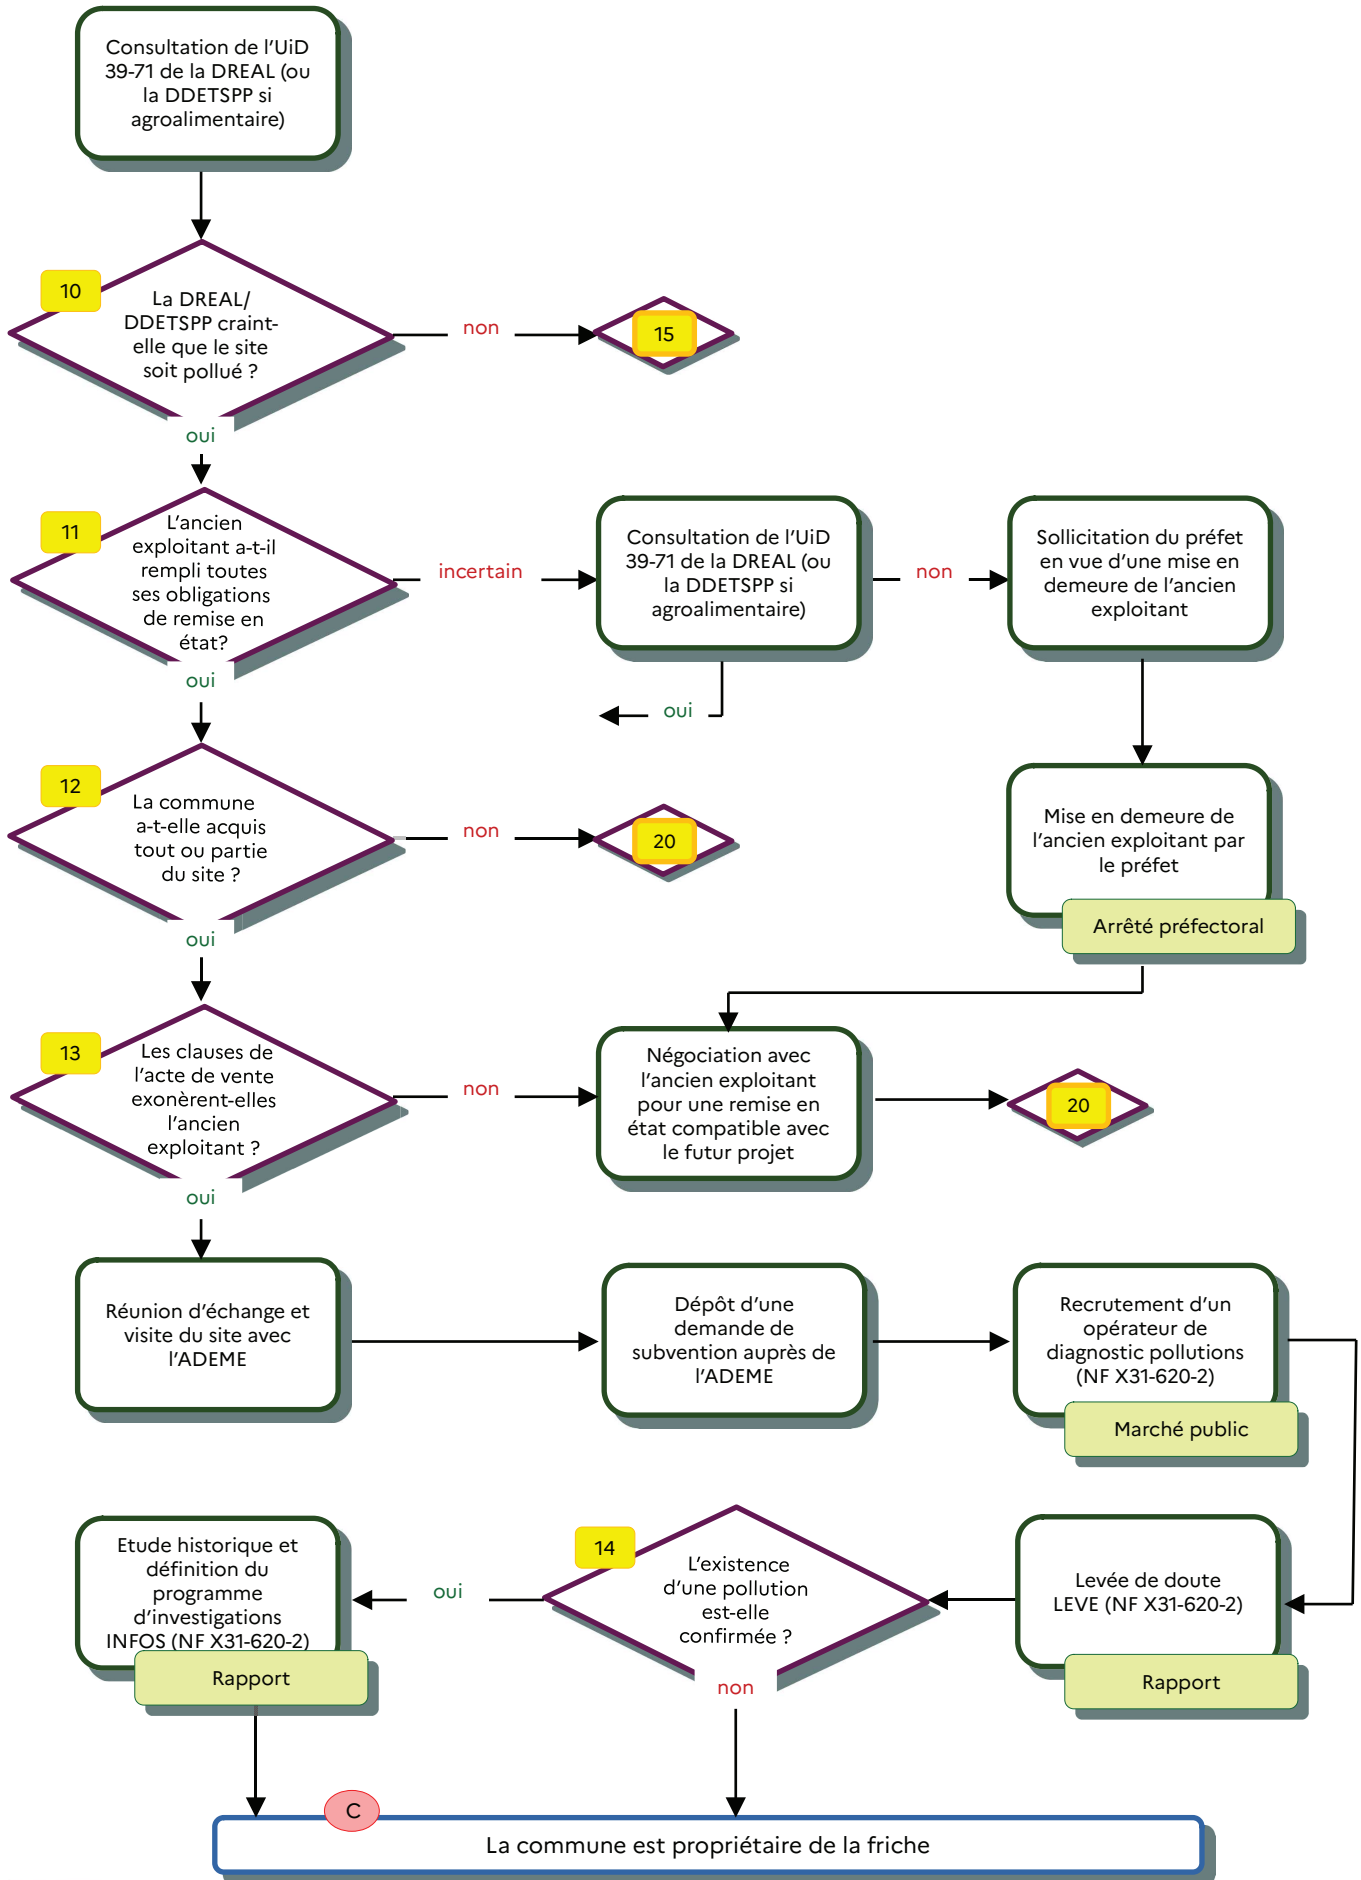 Consultation de l'UiD
39-71 de la DREAL (ou
la DDETSPP si
agroalimentaire)
10
La DREAL/
DDETSPP craint-
elle que le site
soit pollué ?
non
15
oui
11
L'ancien
exploitant a-t-il
rempli toutes
ses obligations
de remise en
état?
incertain
Consultation de l'UiD
39-71 de la DREAL (ou
la DDETSPP si
agroalimentaire)
non
Sollicitation du préfet
en vue d'une mise en
demeure de l'ancien
exploitant
oui
oui
12
La commune
a-t-elle acquis
tout ou partie
du site ?
non
20
Mise en demeure de
l'ancien exploitant par
le préfet
Arrêté préfectoral
oui
13
Les clauses de
l'acte de vente
exonèrent-elles
l'ancien
exploitant ?
non
Négociation avec
l'ancien exploitant
pour une remise en
état compatible avec
le futur projet
20
oui
Réunion d'échange et
visite du site avec
l'ADEME
Dépôt d'une
demande de
subvention auprès de
l'ADEME
Recrutement d'un
opérateur de
diagnostic pollutions
(NF X31-620-2)
Marché public
Etude historique et
définition du
programme
d'investigations
INFOS (NF X31-620-2)
Rapport
oui
14
L'existence
d'une pollution
est-elle
confirmée ?
non
Levée de doute
LEVE (NF X31-620-2)
Rapport
C
La commune est propriétaire de la friche